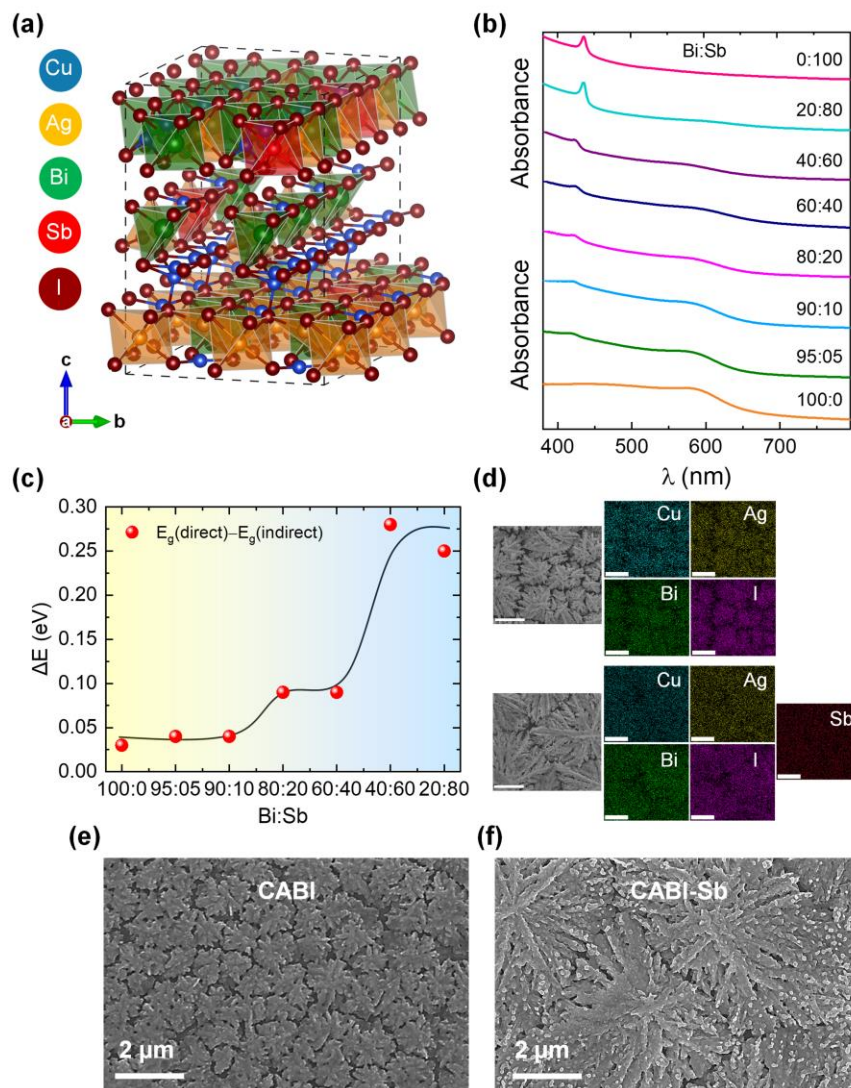 (a)
Cu
Ag
Bi
Sb
I
c
a
b
(b)
Bi:Sb
0:100
20:80
40:60
60:40
80:20
90:10
95:05
100:0
Absorbance
Absorbance
400 500 600 700
λ (nm)
(c)
0.30
0.25
0.20
0.15
0.10
0.05
0.00
ΔE (eV)
E_g(direct)–E_g(indirect)
100:0 95:05 90:10 80:20 60:40 40:60 20:80
Bi:Sb
(d)
Cu
Ag
Bi
I
Cu
Ag
Sb
Bi
I
(e)
CABI
2 µm
(f)
CABI-Sb
2 µm